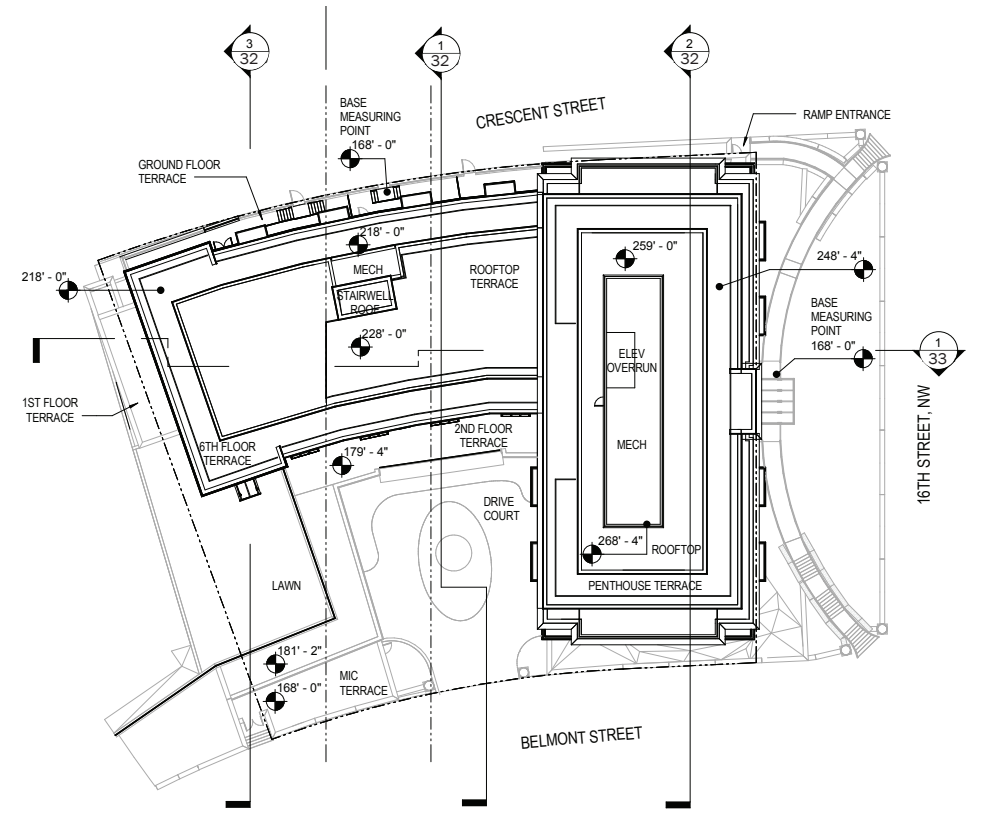 3
32
1
32
2
32
CRESCENT STREET
BASE
MEASURING
POINT
168' - 0"
RAMP ENTRANCE
GROUND FLOOR
TERRACE
218' - 0"
218' - 0"
MECH
STAIRWELL
ROOF
ROOFTOP
TERRACE
259' - 0"
248' - 4"
BASE
MEASURING
POINT
168' - 0"
228' - 0"
ELEV
OVERRUN
1
33
1ST FLOOR
TERRACE
6TH FLOOR
TERRACE
2ND FLOOR
TERRACE
179' - 4"
MECH
16TH STREET, NW
DRIVE
COURT
268' - 4"
ROOFTOP
PENTHOUSE TERRACE
LAWN
181' - 2"
168' - 0"
MIC
TERRACE
BELMONT STREET